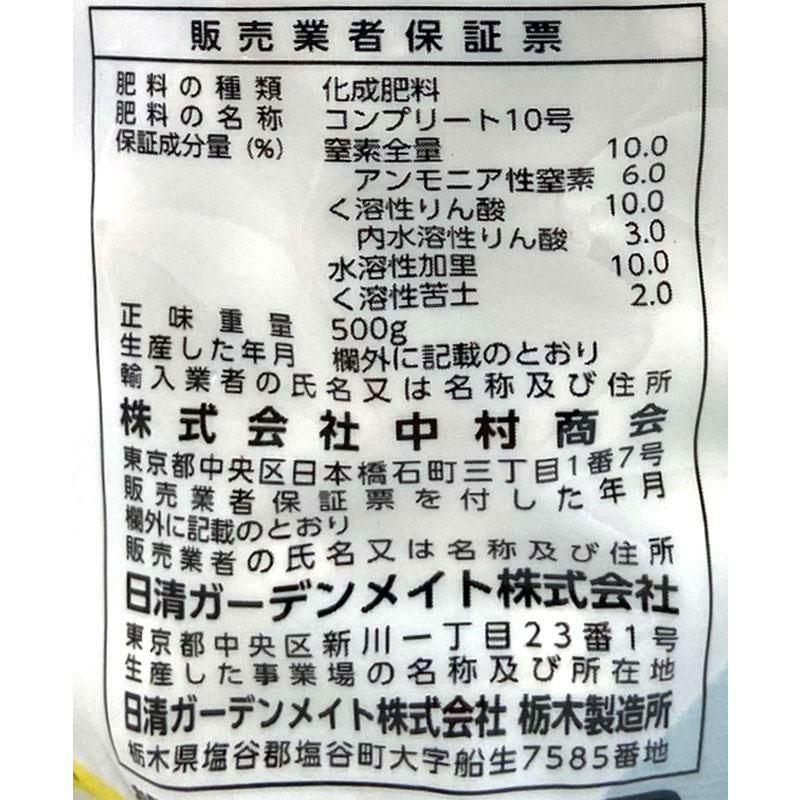 販売業者保証票
肥料の種類 化成肥料
肥料の名称 コンプリート10号
保証成分量(%) 窒素全量 10.0
アンモニア性窒素 6.0
く溶性りん酸 10.0
内水溶性りん酸 3.0
水溶性加里 10.0
く溶性苦土 2.0
正味重量 500g
生産した年月 欄外に記載のとおり
輸入業者の氏名又は名称及び住所
株式会社中村商会
東京都中央区日本橋石町三丁目1番7号
販売業者保証票を付した年月
欄外に記載のとおり
販売業者の氏名又は名称及び住所
日清ガーデンメイト株式会社
東京都中央区新川一丁目23番1号
生産した事業場の名称及び所在地
日清ガーデンメイト株式会社 栃木製造所
栃木県塩谷郡塩谷町大字船生7585番地